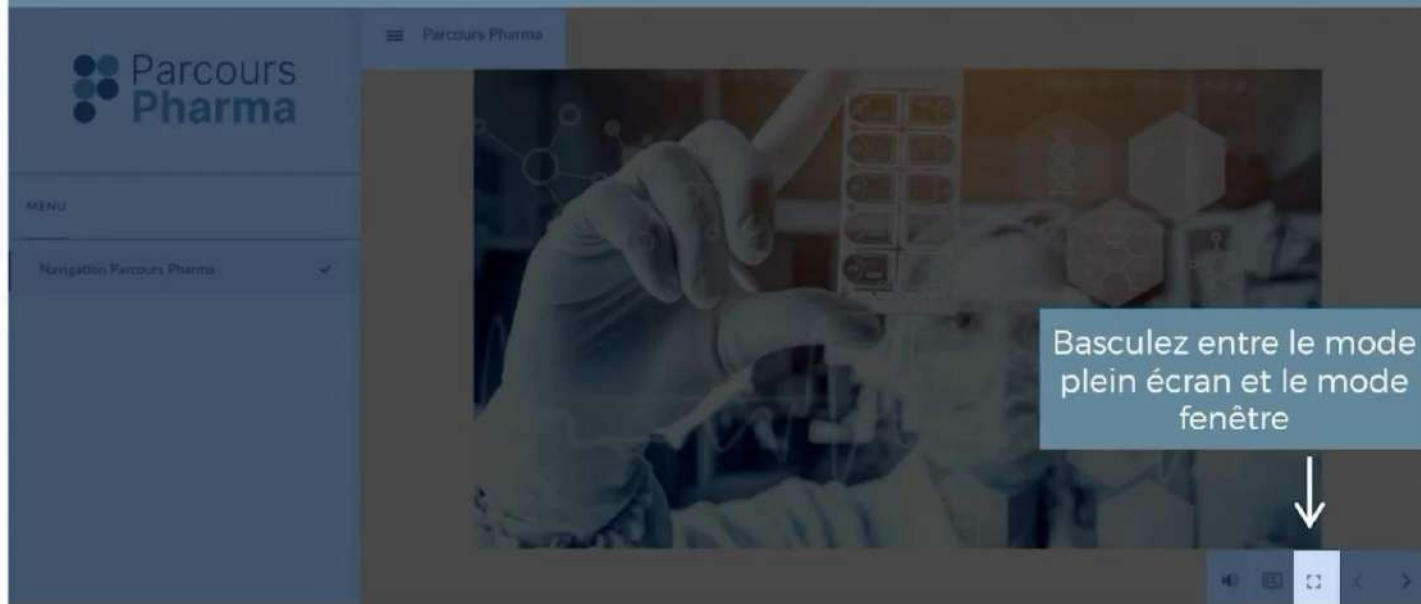 Parcours
Pharma
MENU
Navigation Parcours Pharma
Parcours Pharma
Basculez entre le mode
plein écran et le mode
fenêtre